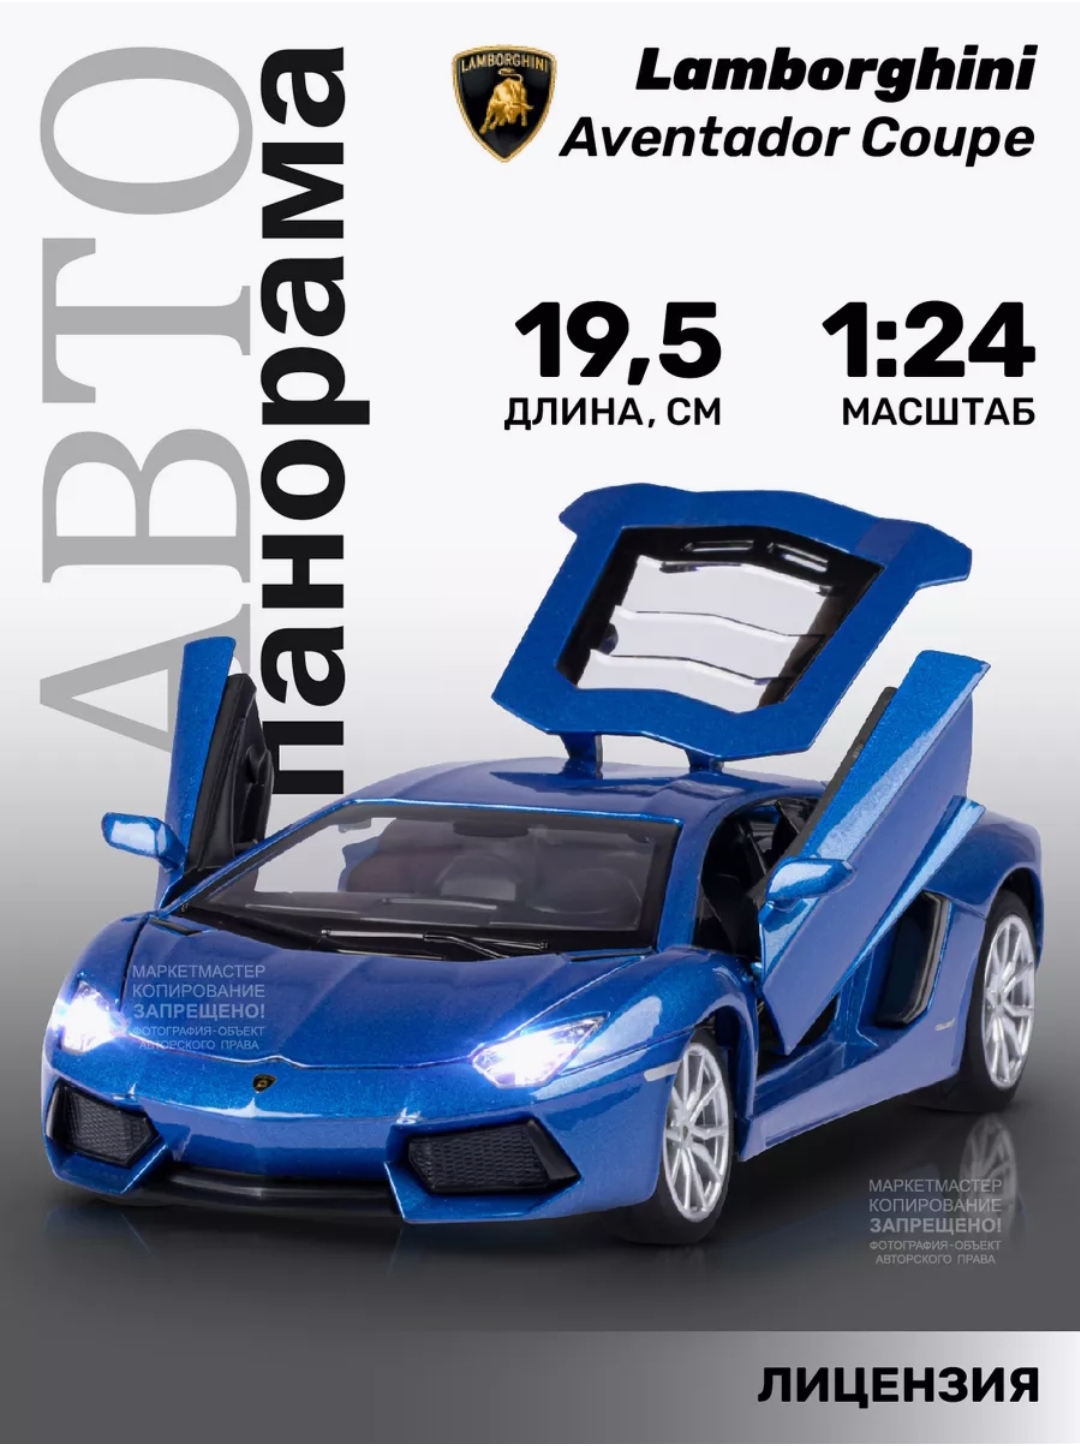 АВТО
панорама
LAMBORGHINI
Lamborghini
Aventador Coupe
19,5
ДЛИНА, СМ
1:24
МАСШТАБ
МАРКЕТМАСТЕР
КОПИРОВАНИЕ
ЗАПРЕЩЕНО!
ФОТОГРАФИЯ-ОБЪЕКТ
АВТОРСКОГО ПРАВА
МАРКЕТМАСТЕР
КОПИРОВАНИЕ
ЗАПРЕЩЕНО!
ФОТОГРАФИЯ-ОБЪЕКТ
АВТОРСКОГО ПРАВА
ЛИЦЕНЗИЯ